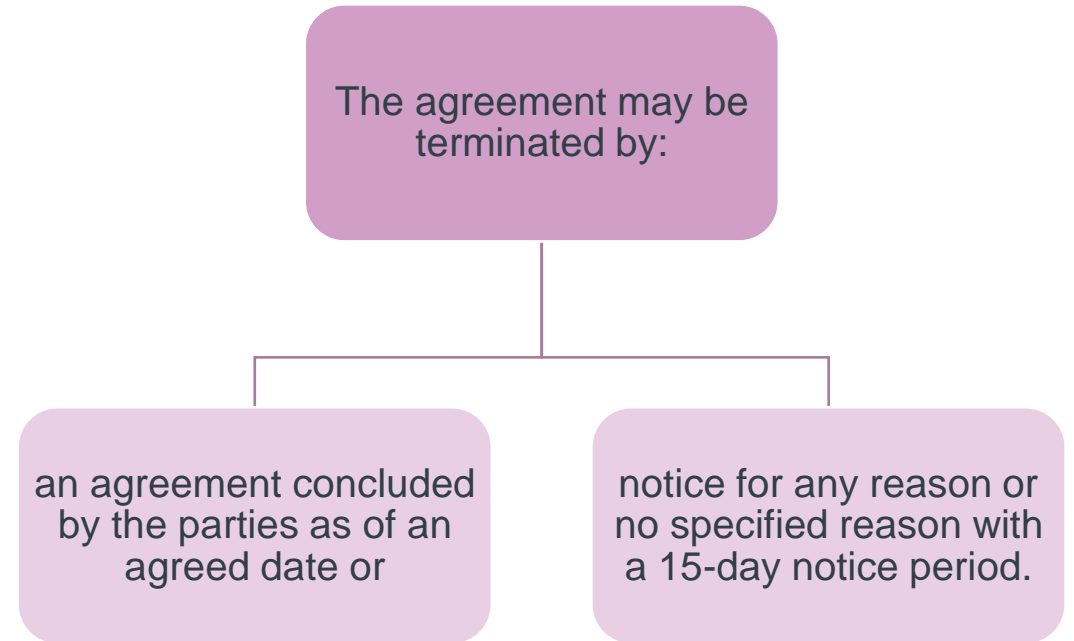 The agreement may be
terminated by:
an agreement concluded
by the parties as of an
agreed date or
notice for any reason or
no specified reason with
a 15-day notice period.